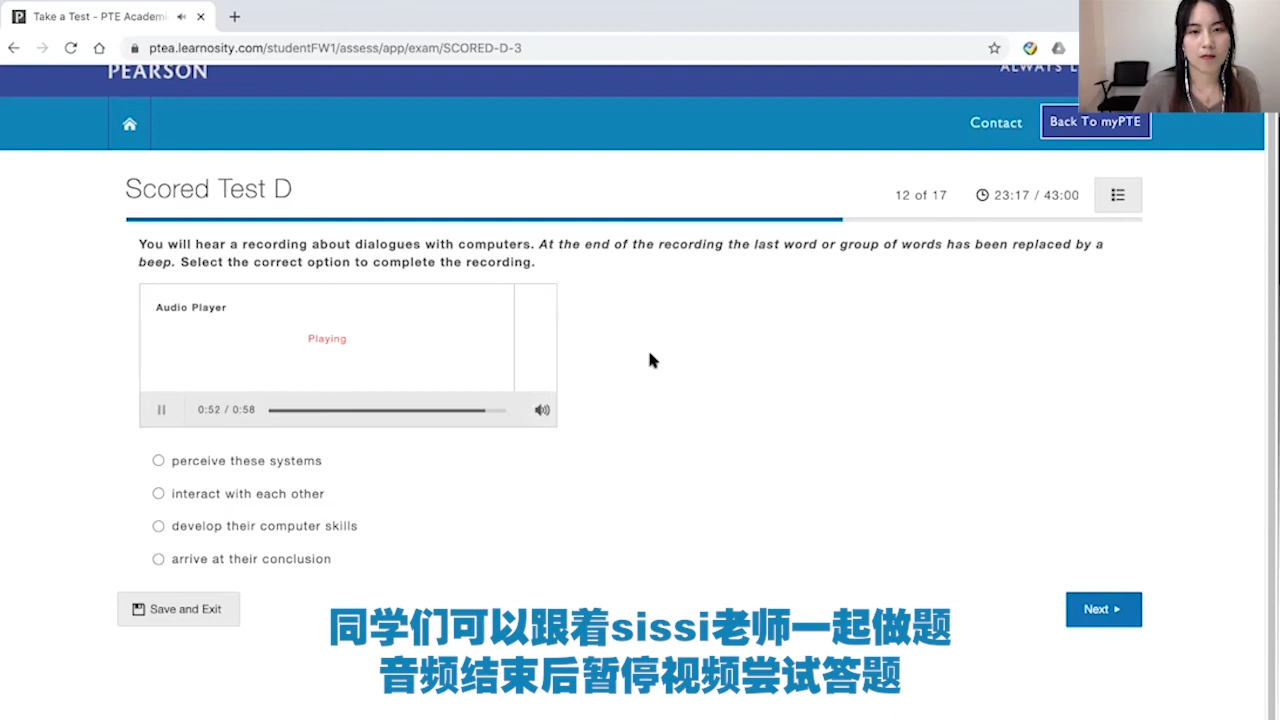 Take a Test - PTE Academi
ptea.learnosity.com/studentFW1/assess/app/exam/SCORED-D-3
PEARSON
ALWAYS L
Contact
Back To myPTE
Scored Test D
12 of 17
23:17 / 43:00
You will hear a recording about dialogues with computers. At the end of the recording the last word or group of words has been replaced by a
beep. Select the correct option to complete the recording.
Audio Player
Playing
0:52 / 0:58
perceive these systems
interact with each other
develop their computer skills
arrive at their conclusion
Save and Exit
Next
同学们可以跟着sissi老师一起做题
音频结束后暂停视频尝试答题